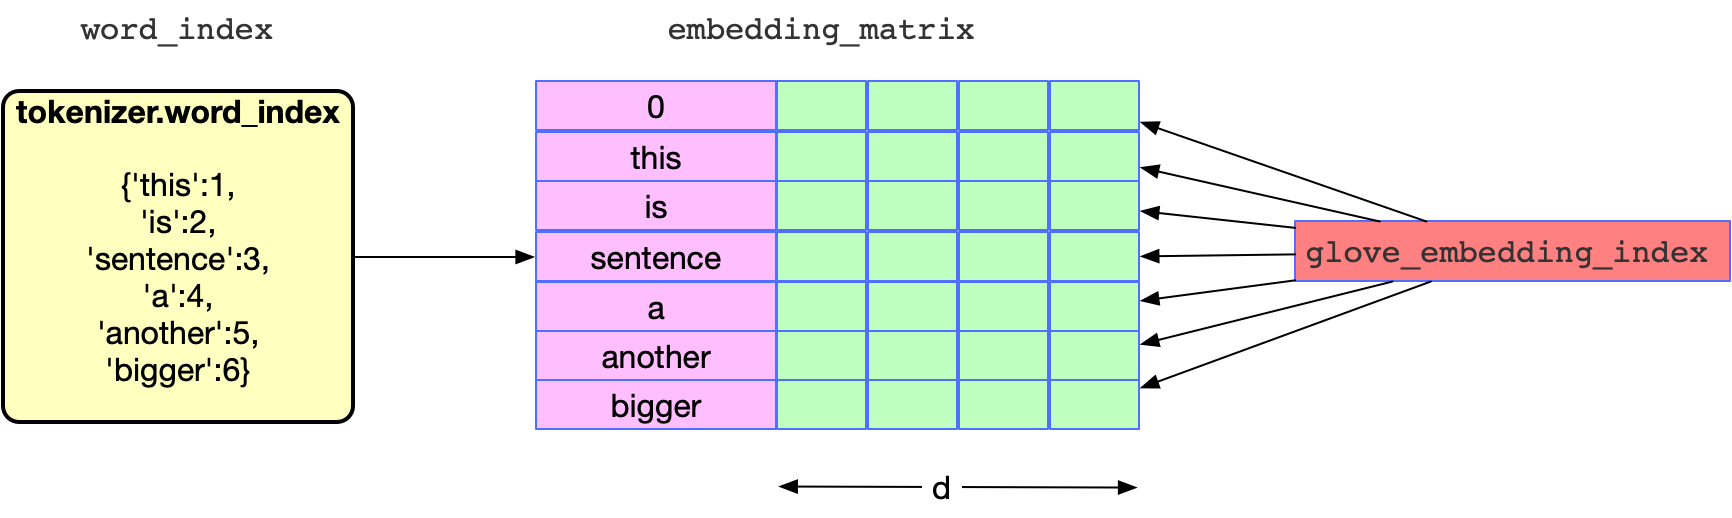 word_index
embedding_matrix
tokenizer.word_index
{'this':1,
'is':2,
'sentence':3,
'a':4,
'another':5,
'bigger':6}
0
this
is
sentence
a
another
bigger
glove_embedding_index
d